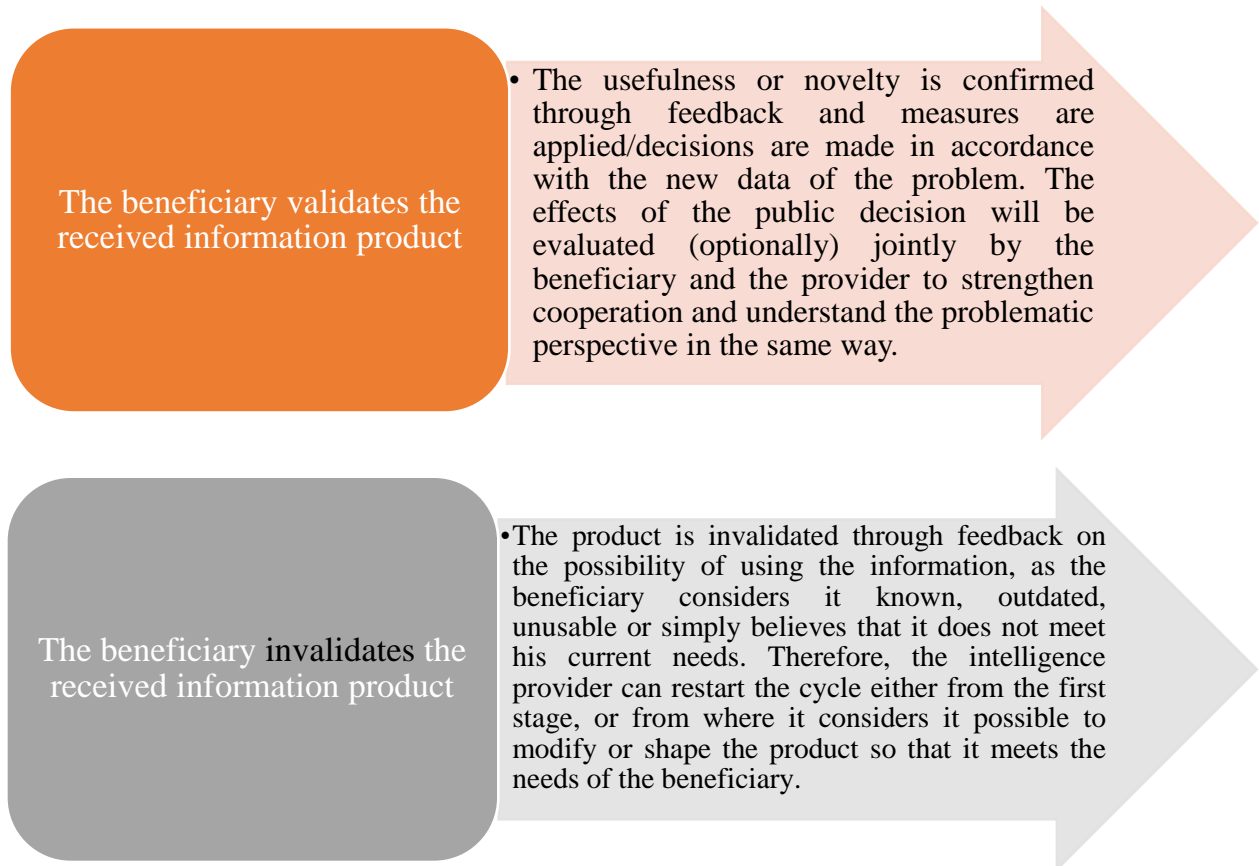 The beneficiary validates the
received information product
• The usefulness or novelty is confirmed
through feedback and measures are
applied/decisions are made in accordance
with the new data of the problem. The
effects of the public decision will be
evaluated (optionally) jointly by the
beneficiary and the provider to strengthen
cooperation and understand the problematic
perspective in the same way.
The beneficiary invalidates the
received information product
•The product is invalidated through feedback on
the possibility of using the information, as the
beneficiary considers it known, outdated,
unusable or simply believes that it does not meet
his current needs. Therefore, the intelligence
provider can restart the cycle either from the first
stage, or from where it considers it possible to
modify or shape the product so that it meets the
needs of the beneficiary.